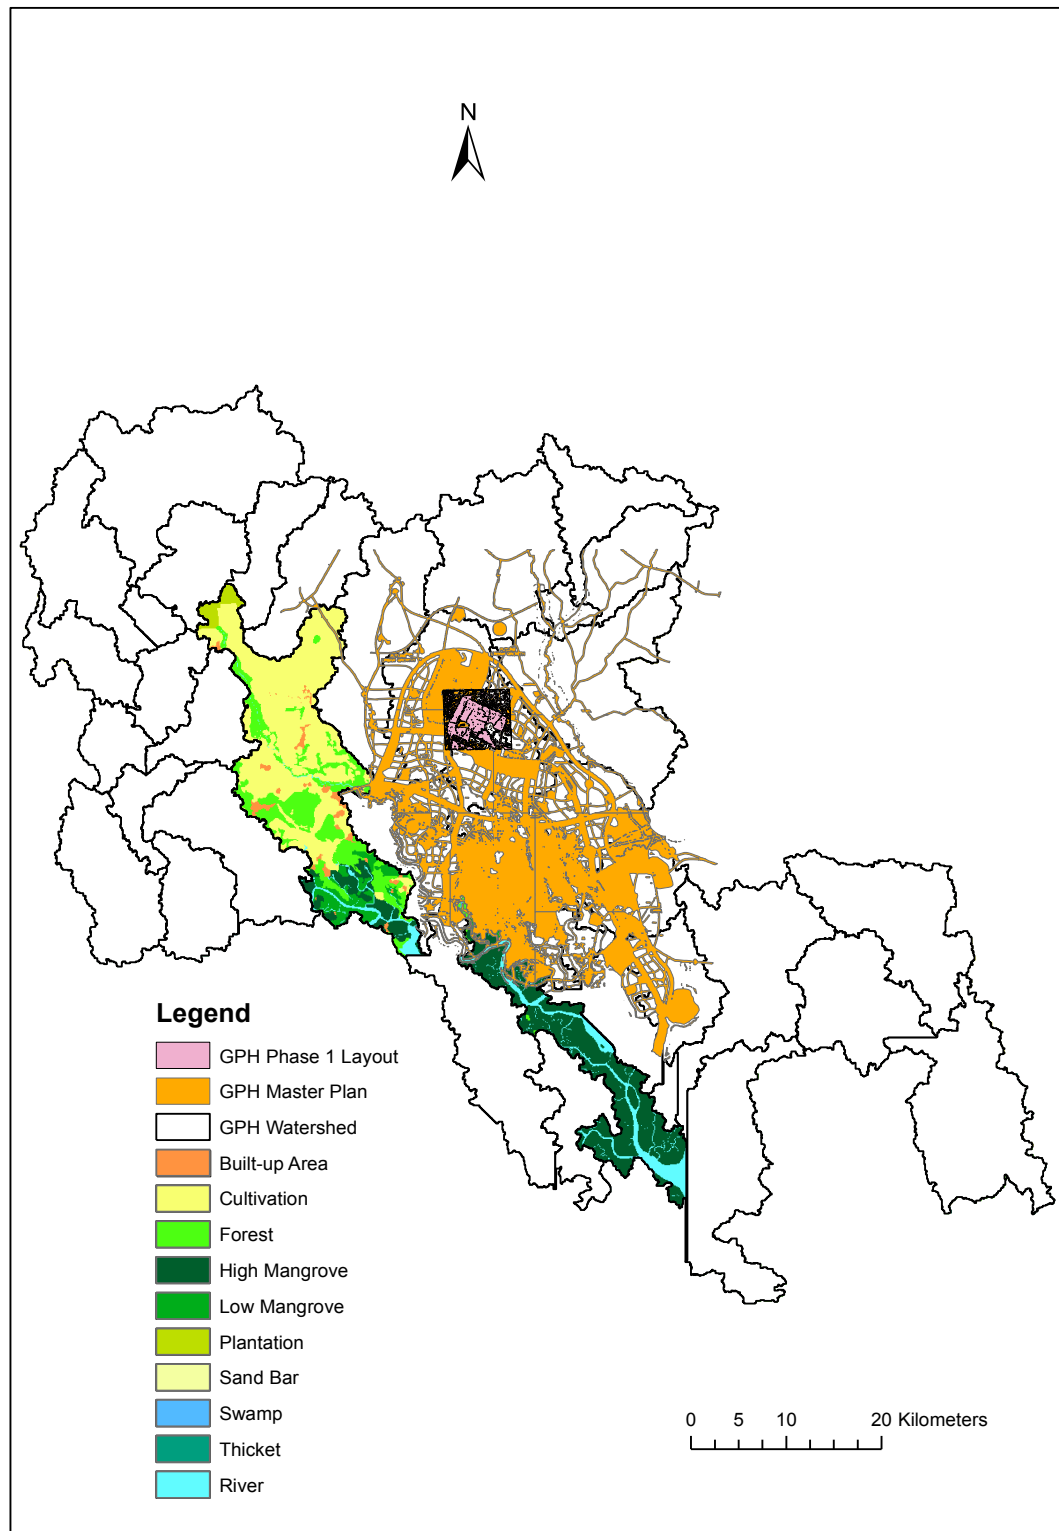 N
Legend
GPH Phase 1 Layout
GPH Master Plan
GPH Watershed
Built-up Area
Cultivation
Forest
High Mangrove
Low Mangrove
Plantation
Sand Bar
Swamp
Thicket
River
0 5 10 20 Kilometers